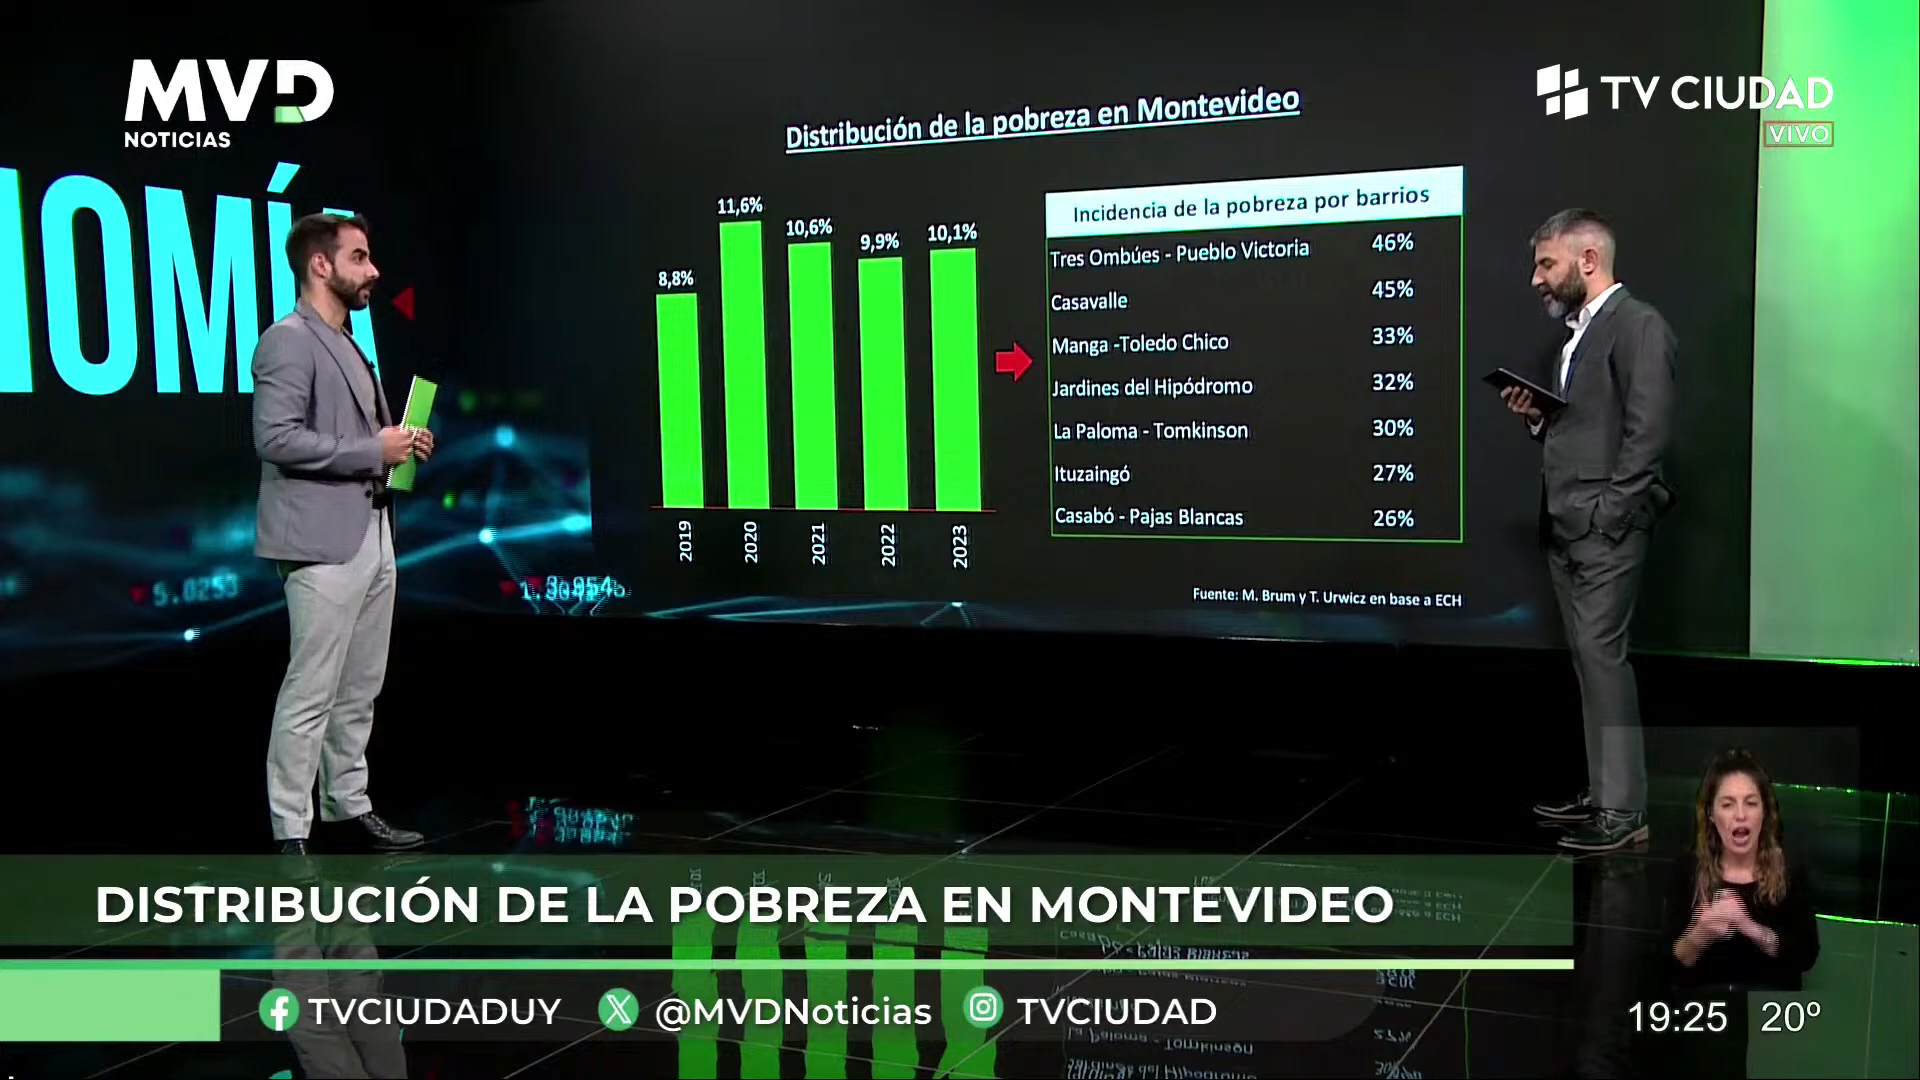 MVD
NOTICIAS
TV CIUDAD
VIVO
NOMÍA
Distribución de la pobreza en Montevideo
8,8%
11,6%
10,6%
9,9%
10,1%
2019
2020
2021
2022
2023
Incidencia de la pobreza por barrios
Tres Ombúes - Pueblo Victoria 46%
Casavalle 45%
Manga -Toledo Chico 33%
Jardines del Hipódromo 32%
La Paloma - Tomkinson 30%
Ituzaingó 27%
Casabó - Pajas Blancas 26%
Fuente: M. Brum y T. Urwicz en base a ECH
5.0253
DISTRIBUCIÓN DE LA POBREZA EN MONTEVIDEO
TVCIUDADUY @MVDNoticias TVCIUDAD
19:25 20º